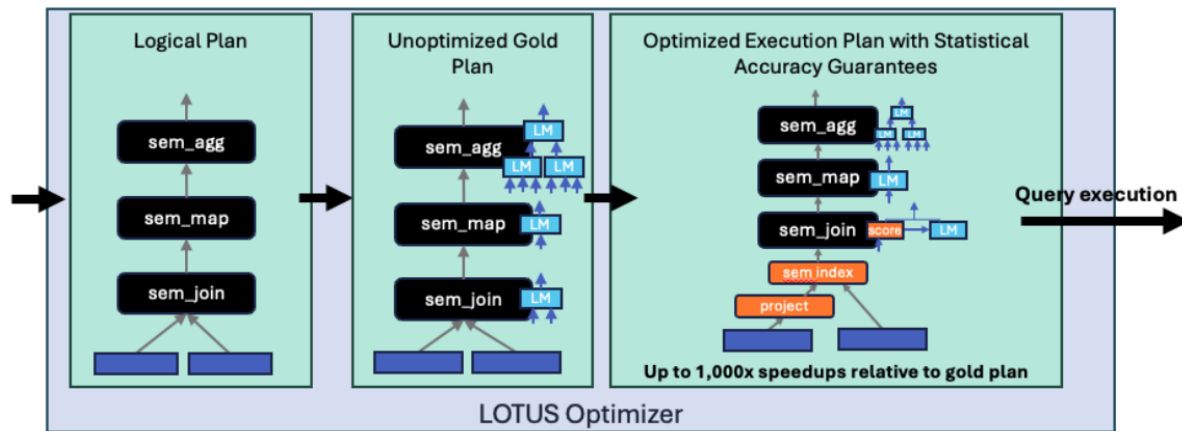 Logical Plan
sem_agg
sem_map
sem_join
Unoptimized Gold
Plan
sem_agg
LM
LM
LM
sem_map
LM
sem_join
LM
Optimized Execution Plan with Statistical
Accuracy Guarantees
sem_agg
LM
LM
LM
sem_map
LM
sem_join
score
LM
sem index
project
Up to 1,000x speedups relative to gold plan
Query execution
LOTUS Optimizer